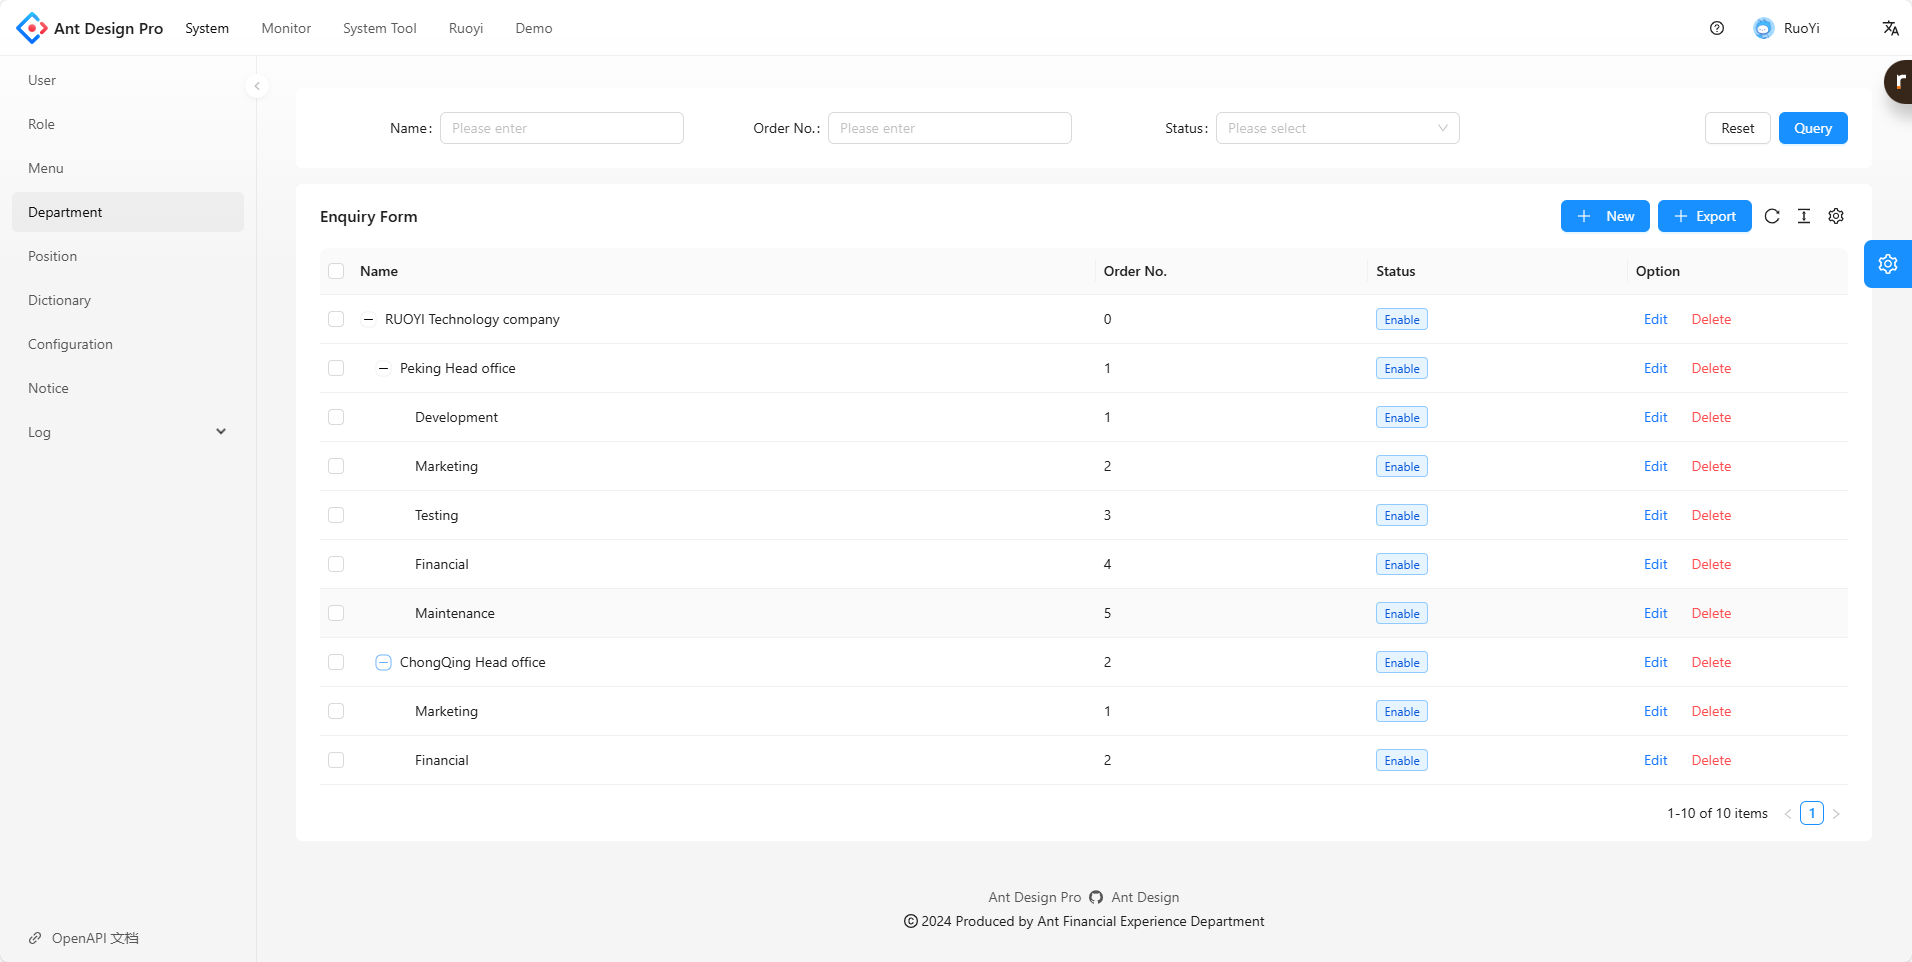 Ant Design Pro System Monitor System Tool Ruoyi Demo RuoYi
User
Role
Menu
Department
Position
Dictionary
Configuration
Notice
Log
OpenAPI 文档
Name: Please enter Order No.: Please enter Status: Please select Reset Query
Enquiry Form New Export
Name Order No. Status Option
RUOYI Technology company 0 Enable Edit Delete
Peking Head office 1 Enable Edit Delete
Development 1 Enable Edit Delete
Marketing 2 Enable Edit Delete
Testing 3 Enable Edit Delete
Financial 4 Enable Edit Delete
Maintenance 5 Enable Edit Delete
ChongQing Head office 2 Enable Edit Delete
Marketing 1 Enable Edit Delete
Financial 2 Enable Edit Delete
1-10 of 10 items 1
Ant Design Pro Ant Design
© 2024 Produced by Ant Financial Experience Department